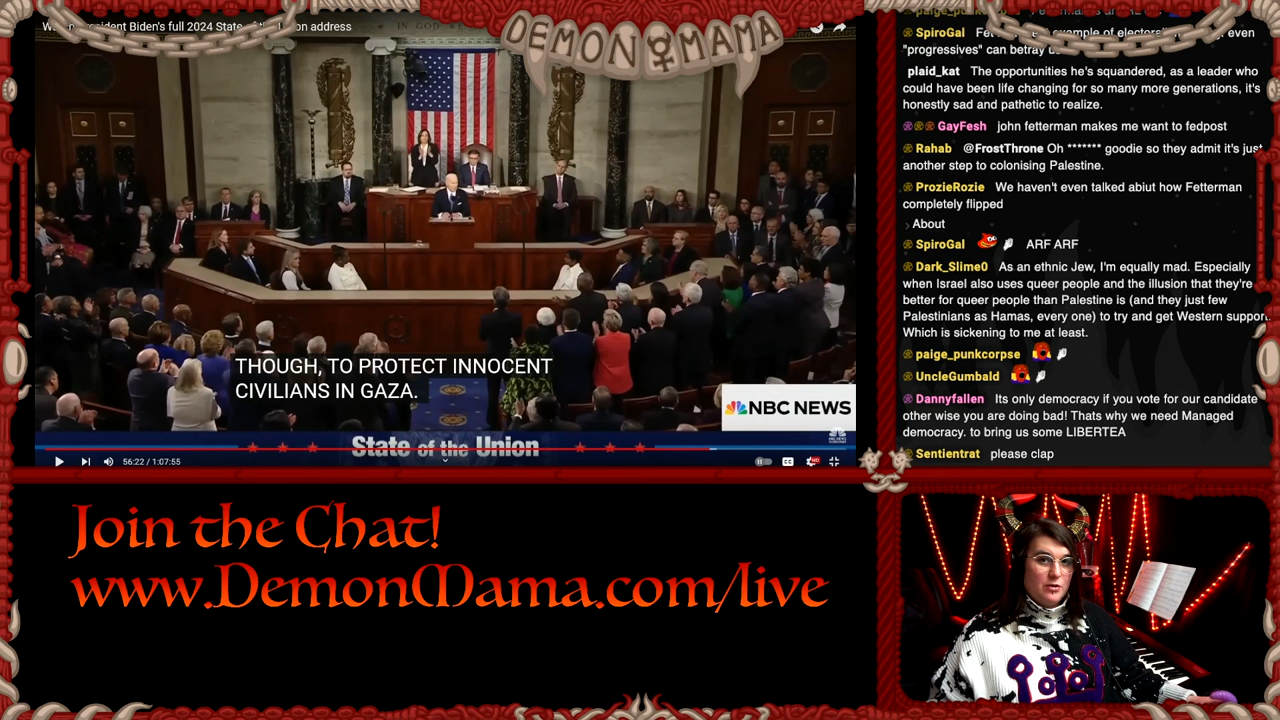 President Biden's full 2024 State
address
IN GOD WE
DEMON MAMA
THOUGH, TO PROTECT INNOCENT
CIVILIANS IN GAZA.
NBC NEWS
State of the Union
56:22 / 1:07:55
CC
HD
SpiroGal example of even
"progressives" can betray
plaid_kat The opportunities he's squandered, as a leader who
could have been life changing for so many more generations, it's
honestly sad and pathetic to realize.
GayFesh john fetterman makes me want to fedpost
Rahab @FrostThrone Oh ******* goodie so they admit it's just
another step to colonising Palestine.
ProzieRozie We haven't even talked abiut how Fetterman
completely flipped
About
SpiroGal ARF ARF
Dark_Slime0 As an ethnic Jew, I'm equally mad. Especially
when Israel also uses queer people and the illusion that they're
better for queer people than Palestine is (and they just few
Palestinians as Hamas, every one) to try and get Western support.
Which is sickening to me at least.
paige_punkcorpse
UncleGumbald
Dannyfallen Its only democracy if you vote for our candidate
other wise you are doing bad! Thats why we need Managed
democracy. to bring us some LIBERTEA
Sentientrat please clap
Join the Chat!
www.DemonMama.com/live